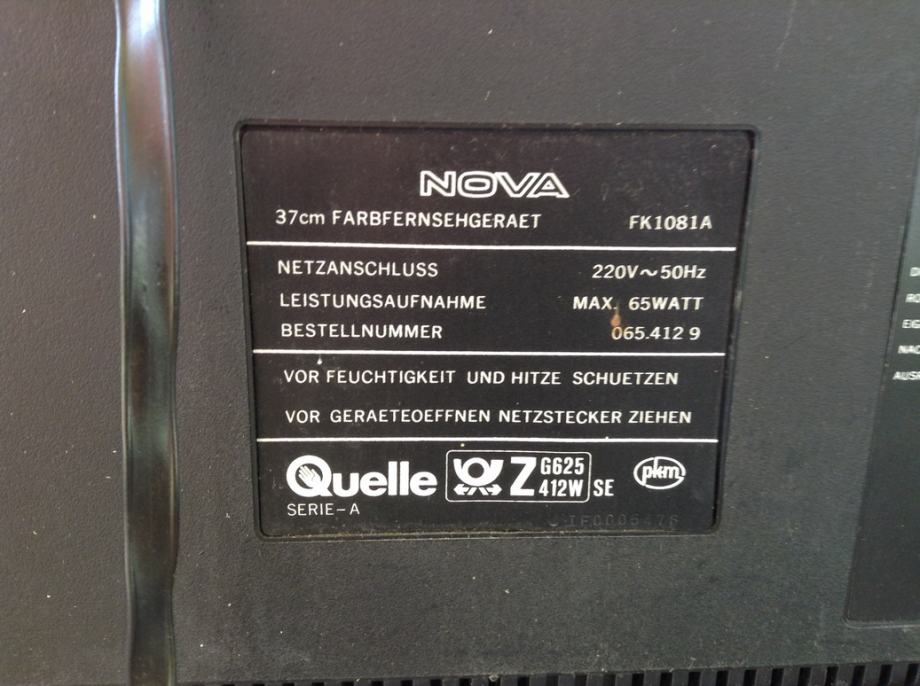 NOVA
37cm FARBFERNSEHGERAET FK1081A
NETZANSCHLUSS 220V~50Hz
LEISTUNGSAUFNAHME MAX. 65WATT
BESTELLNUMMER 065.412 9
VOR FEUCHTIGKEIT UND HITZE SCHUETZEN
VOR GERAETEOEFFNEN NETZSTECKER ZIEHEN
Quelle Z G625 412W SE pkm
SERIE-A